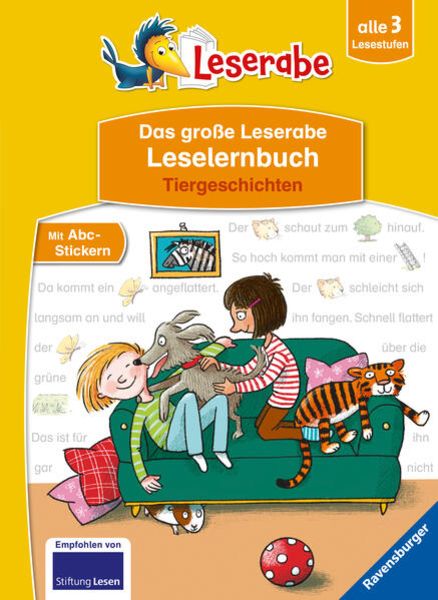 Leserabe
alle 3
Lesestufen
Das große Leserabe
Leselernbuch
Tiergeschichten
Mit Abc-
Stickern
Der schaut zum hinauf.
So hoch kommt man mit einer !
Da kommt ein angeflattert. Der schleicht sich
langsam an und will ihn fangen. Schnell flattert
der über die
grüne
Das ist für ihn
gar nicht
Empfohlen von
Stiftung Lesen
Ravensburger